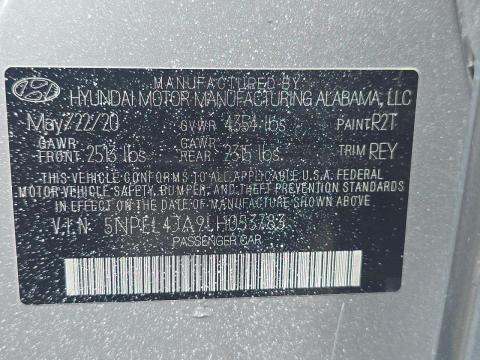 MANUFACTURED BY:
HYUNDAI MOTOR MANUFACTURING ALABAMA, LLC
May/22/20 GVWR 4354 lbs PAINT R2T
GAWR GAWR
FRONT 2513 lbs REAR 2315 lbs TRIM REY
THIS VEHICLE CONFORMS TO ALL APPLICABLE U.S. FEDERAL
MOTOR VEHICLE SAFETY, BUMPER, AND THEFT PREVENTION STANDARDS
IN EFFECT ON THE DATE OF MANUFACTURE SHOWN ABOVE.
V.I.N 5NPEL4JA9LH053783
PASSENGER CAR